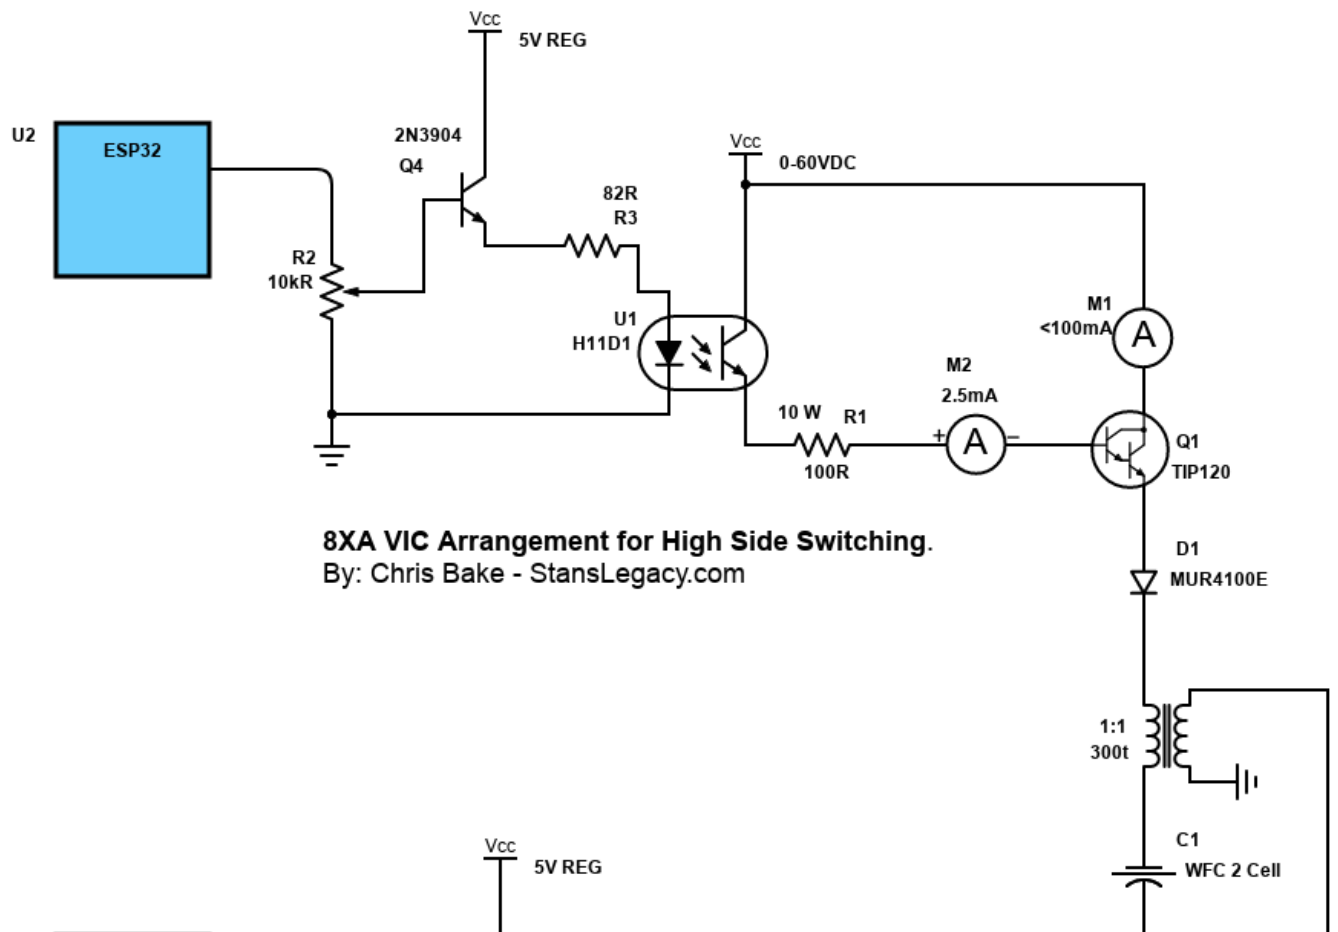 Vcc
5V REG
U2
ESP32
2N3904
Q4
Vcc
0-60VDC
82R
R3
R2
10kR
U1
H11D1
M1
<100mA
A
M2
2.5mA
10 W
R1
+
A
−
Q1
TIP120
100R
8XA VIC Arrangement for High Side Switching.
By: Chris Bake - StansLegacy.com
D1
MUR4100E
1:1
300t
Vcc
5V REG
C1
WFC 2 Cell